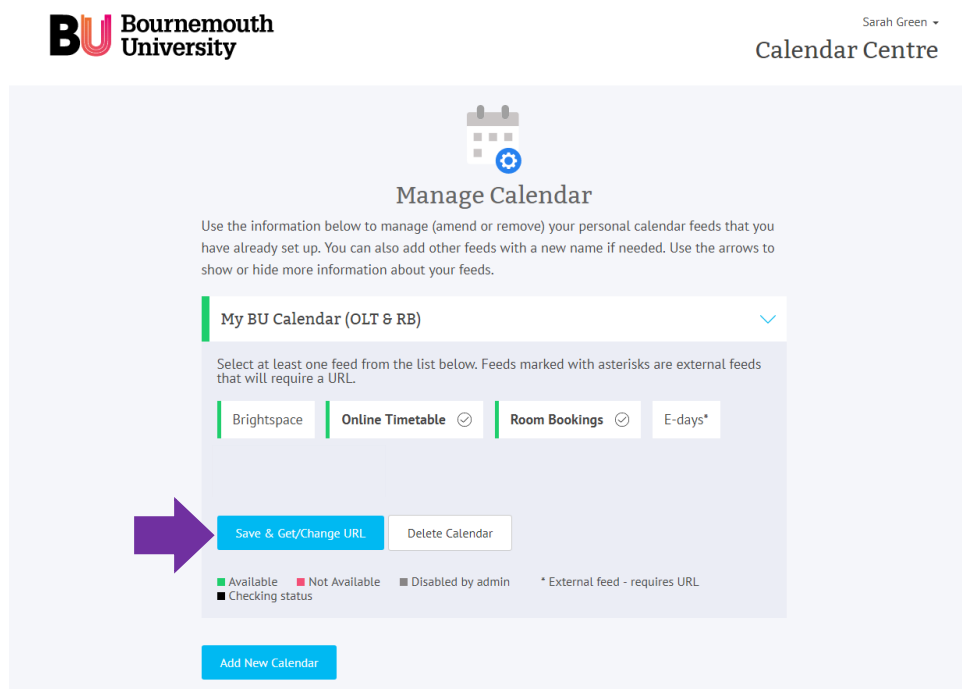 BU Bournemouth
University
Sarah Green
Calendar Centre
Manage Calendar
Use the information below to manage (amend or remove) your personal calendar feeds that you
have already set up. You can also add other feeds with a new name if needed. Use the arrows to
show or hide more information about your feeds.
My BU Calendar (OLT & RB)
Select at least one feed from the list below. Feeds marked with asterisks are external feeds
that will require a URL.
Brightspace Online Timetable Room Bookings E-days*
Save & Get/Change URL Delete Calendar
Available Not Available Disabled by admin * External feed - requires URL
Checking status
Add New Calendar